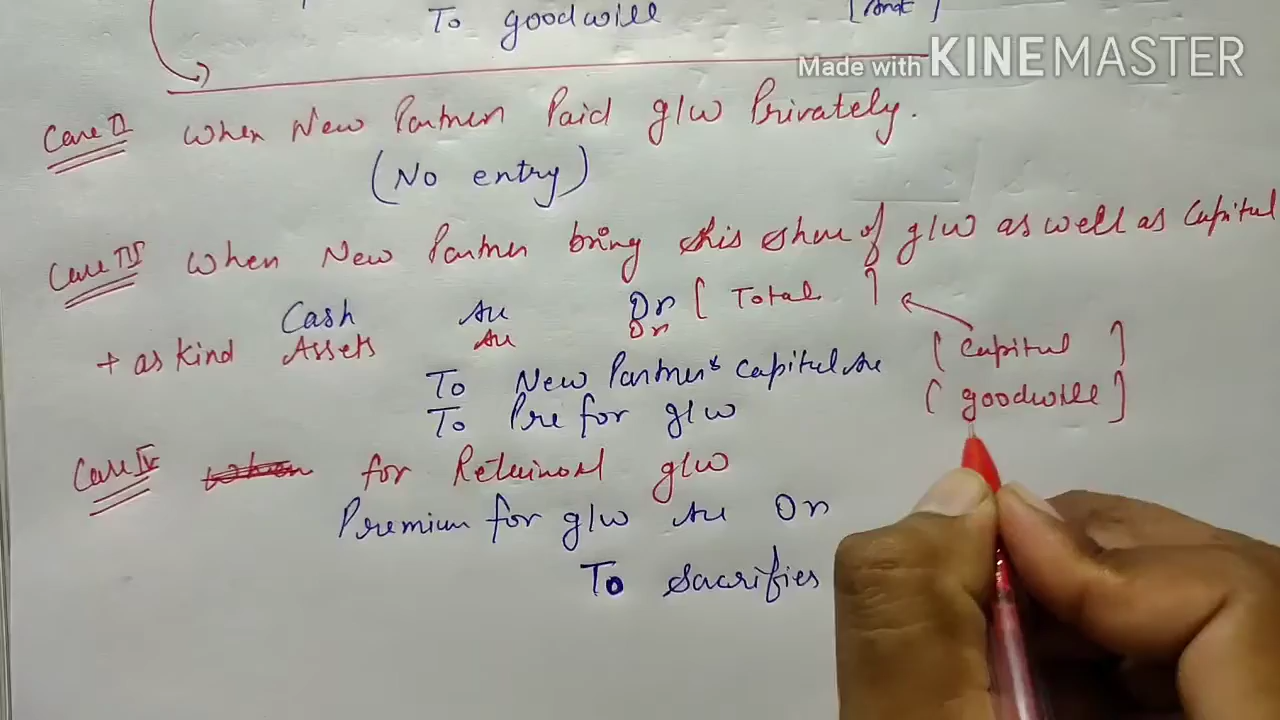 To goodwill
Made with KINEMASTER
Case II When New Partner Paid g/w Privately.
(No entry)
Case III When New Partner bring this share of g/w as well as Capital
Cash A/c Dr [Total]
+ as Kind Assets A/c Dr
To New Partner's Capital A/c [Capital]
To Pre for g/w [goodwill]
Case IV for Retained g/w
Premium for g/w A/c Dr
To Sacrifies